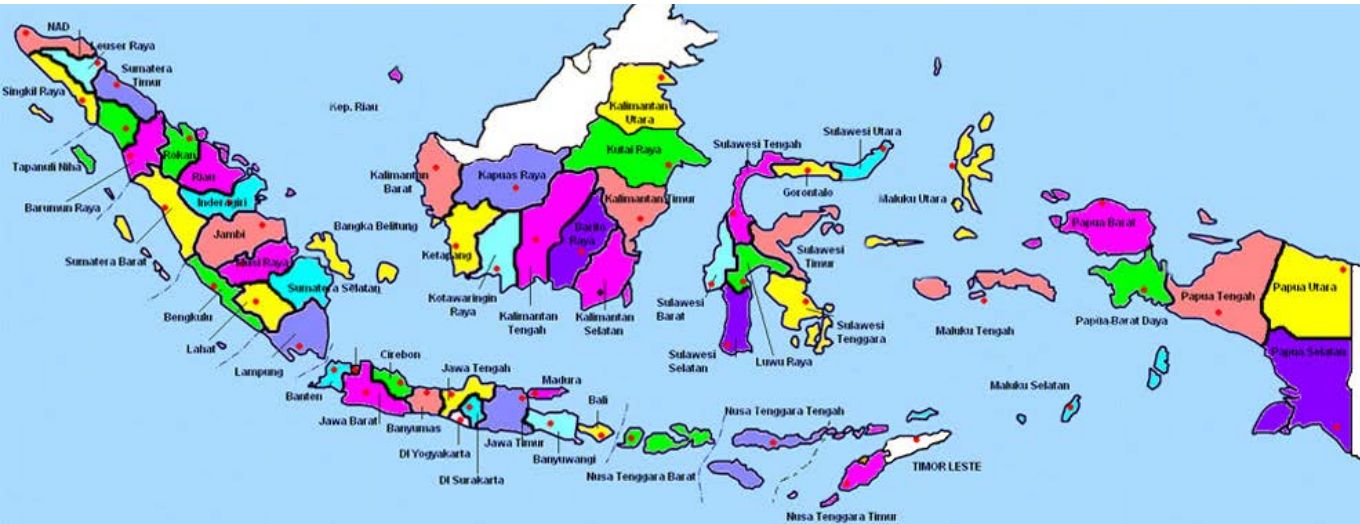 NAD
Leuser Raya
Sumatera
Timur
Singkil Raya
Tapanuli Niha
Barumun Raya
Rokan
Riau
Inderagiri
Sumatera Barat
Jambi
Musi Raya
Sumatera Selatan
Bengkulu
Lahat
Lampung
Bangka Belitung
Kep. Riau
Kalimantan
Barat
Kapuas Raya
Kalimantan
Utara
Kutai Raya
Kalimantan Timur
Barito
Raya
Ketapang
Kotawaringin
Raya
Kalimantan
Tengah
Kalimantan
Selatan
Sulawesi Tengah
Sulawesi Utara
Gorontalo
Sulawesi
Timur
Sulawesi
Barat
Sulawesi
Tenggara
Luwu Raya
Sulawesi
Selatan
Maluku Utara
Maluku Tengah
Maluku Selatan
Papua Barat
Papua Barat Daya
Papua Tengah
Papua Utara
Papua Selatan
Banten
Cirebon
Jawa Tengah
Madura
Jawa Barat
Banyumas
DI Yogyakarta
DI Surakarta
Jawa Timur
Banyuwangi
Bali
Nusa Tenggara Barat
Nusa Tenggara Tengah
Nusa Tenggara Timur
TIMOR LESTE